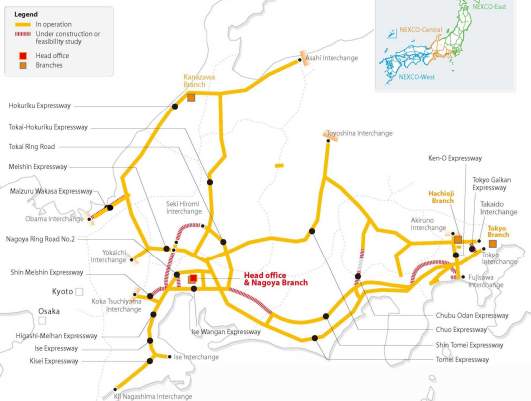 Legend
In operation
Under construction or
feasibility study
Head office
Branches
NEXCO-East
NEXCO-Central
NEXCO-West
Asahi Interchange
Kanazawa
Branch
Hokuriku Expressway
Tokai-Hokuriku Expressway
Toyoshina Interchange
Tokai Ring Road
Ken-O Expressway
Meishin Expressway
Tokyo Gaikan
Expressway
Maizuru Wakasa Expressway
Hachioji
Branch
Takaido
Interchange
Seki Hiromi
Interchange
Obama Interchange
Akiruno
Interchange
Tokyo
Branch
Nagoya Ring Road No.2
Yokaichi
Interchange
Tokyo
Interchange
Shin Meishin Expressway
Head office
& Nagoya Branch
Fujisawa
Interchange
Kyoto
Koka Tsuchiyama
Interchange
Osaka
Chubu Odan Expressway
Higashi-Meihan Expressway
Ise Wangan Expressway
Chuo Expressway
Ise Expressway
Shin Tomei Expressway
Kisei Expressway
Ise Interchange
Tomei Expressway
Kii Nagashima Interchange